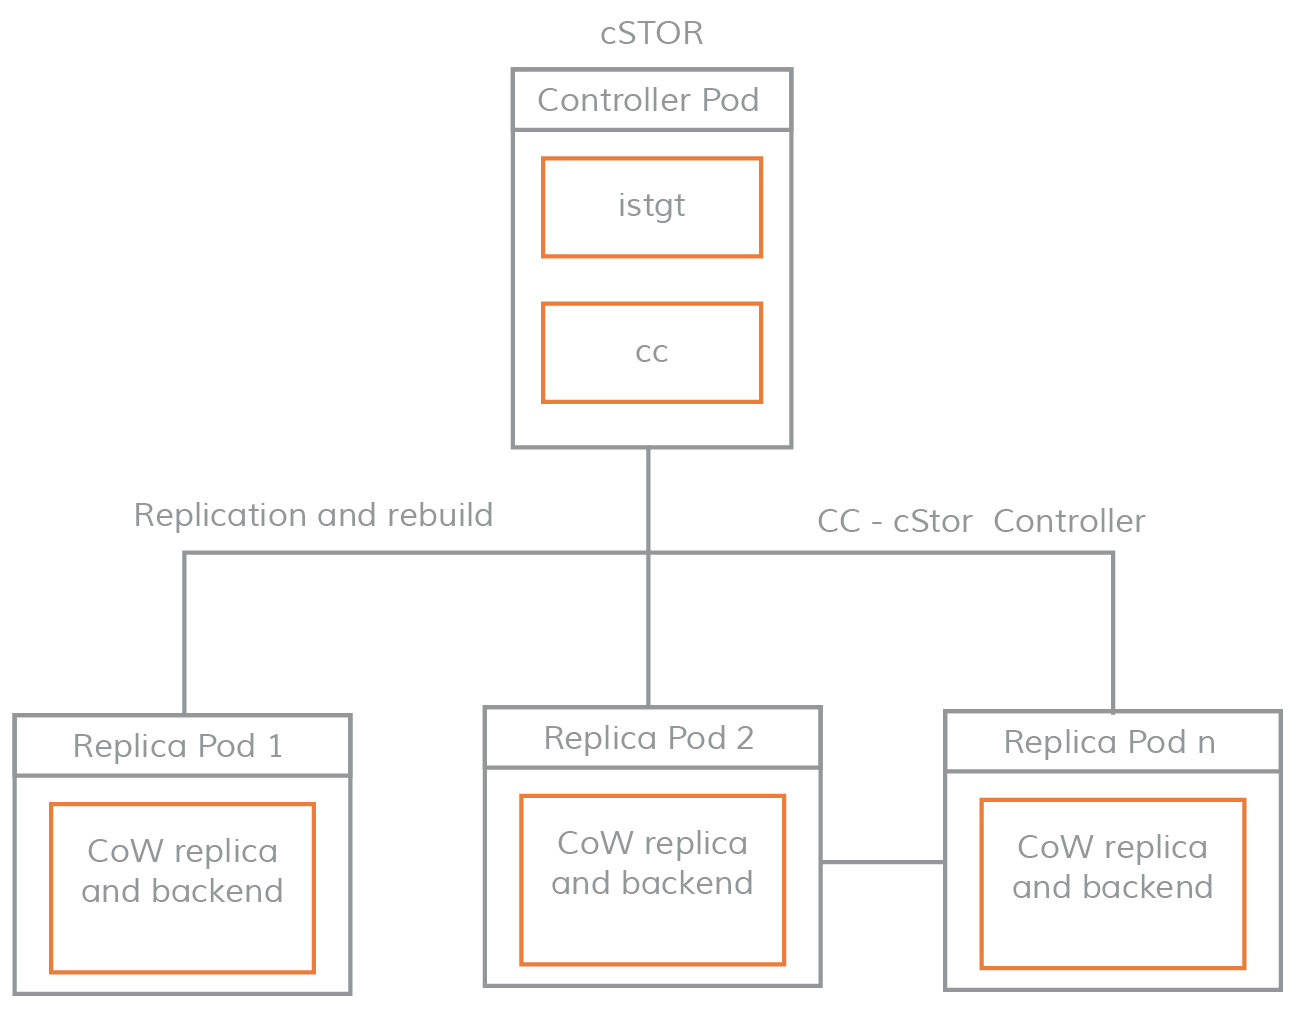 cSTOR
Controller Pod
istgt
cc
Replication and rebuild
CC - cStor Controller
Replica Pod 1
CoW replica
and backend
Replica Pod 2
CoW replica
and backend
Replica Pod n
CoW replica
and backend